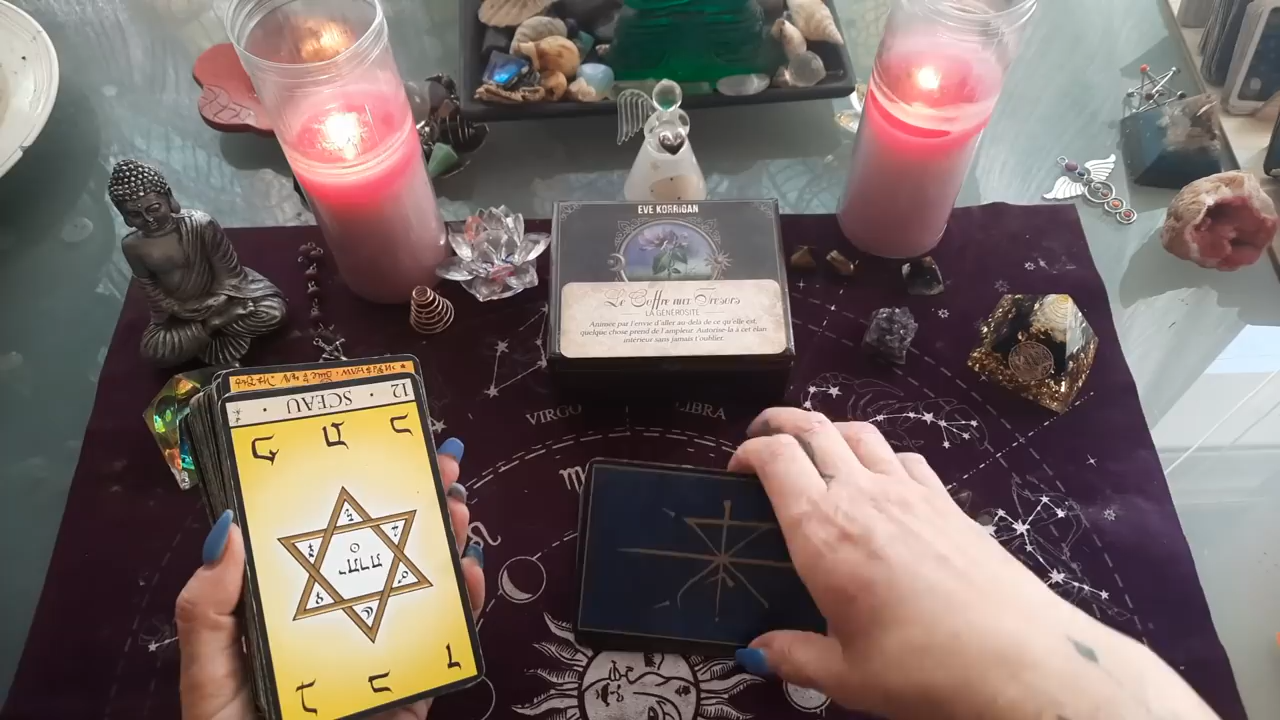 EVE KORRIGAN
Le Coffre aux Trésors
LA GÉNÉROSITÉ
Animée par l'envie d'aller au-delà de ce qu'elle est,
quelque chose prend de l'ampleur. Autorise-la à cet élan
intérieur sans jamais t'oublier.
12 · SCEAU ·
VIRGO
LIBRA